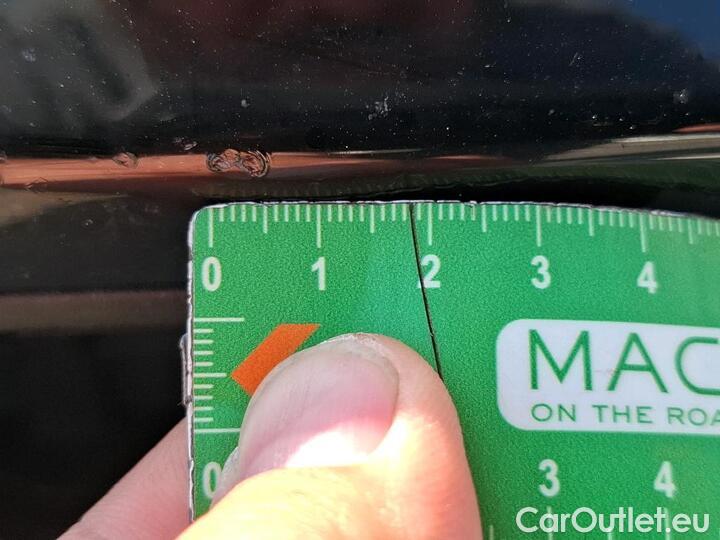 0 1 2 3 4
MAC
ON THE ROA
0 3 4
CarOutlet.eu